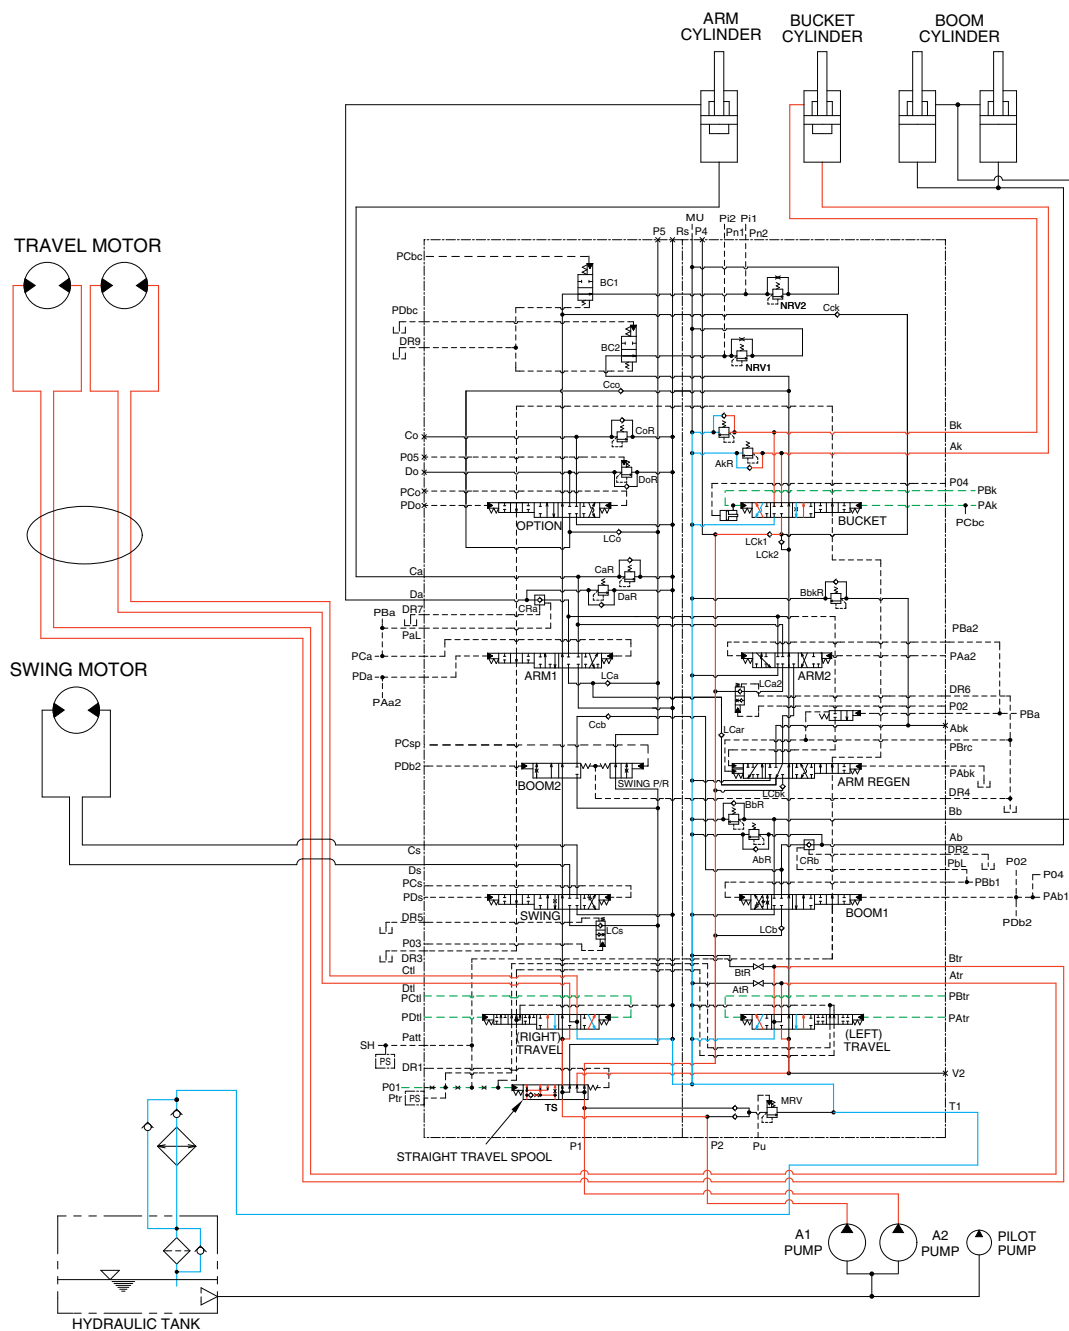 ARM
CYLINDER
BUCKET
CYLINDER
BOOM
CYLINDER
TRAVEL MOTOR
SWING MOTOR
MU
Pi2 Pi1
P5 Rs P4 Pn1 Pn2
PCbc
BC1
NRV2
Cck
PDbc
DR9
BC2
NRV1
Cco
Co
CoR
Bk
P05
Do
DoR
AkR
Ak
P04
PCo
PBk
PDo
OPTION
BUCKET
PAk
PCbc
LCo
LCk1
LCk2
Ca
CaR
Da
DaR
CRa
BbkR
PBa
DR7
PaL
PBa2
PCa
PAa2
PDa
ARM1
ARM2
PAa2
LCa
LCa2
DR6
P02
PBa
Ccb
LCar
Abk
PCsp
PBrc
PDb2
PAbk
BOOM2
SWING P/R
ARM REGEN
LCbk
DR4
BbR
Bb
AbR
CRb
Ab
DR2
Cs
Ds
PbL
P02
PCs
PBb1
P04
PDs
PAb1
SWING
BOOM1
PDb2
DR5
LCs
LCb
P03
DR3
Ctl
BtR
Btr
AtR
Atr
Dtl
PCtl
PBtr
PDtl
PAtr
(RIGHT)
TRAVEL
(LEFT)
TRAVEL
Patt
SH
PS
DR1
V2
P01
Ptr
PS
TS
MRV
T1
STRAIGHT TRAVEL SPOOL
P1
P2
Pu
A1
PUMP
A2
PUMP
PILOT
PUMP
HYDRAULIC TANK